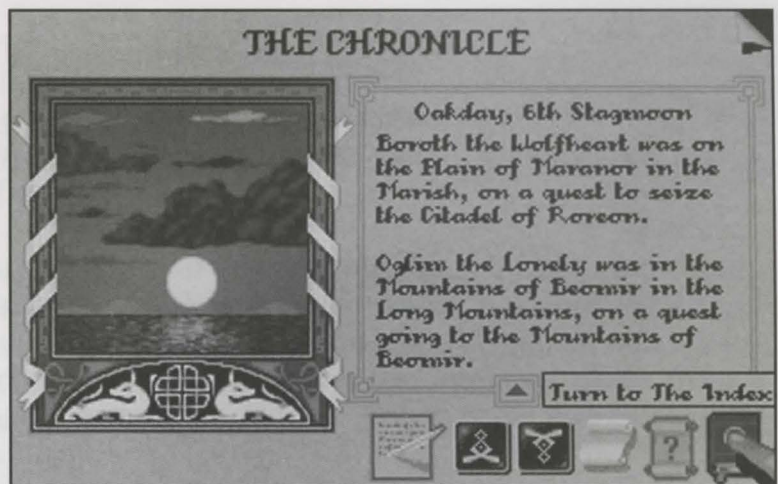 THE CHRONICLE
Oakday, 6th Stagmoon
Boroth the Wolfheart was on
the Plain of Maranor in the
Marish, on a quest to seize
the Citadel of Roreon.
Oglim the Lonely was in the
Mountains of Beomir in the
Long Mountains, on a quest
going to the Mountains of
Beomir.
Turn to The Index
?